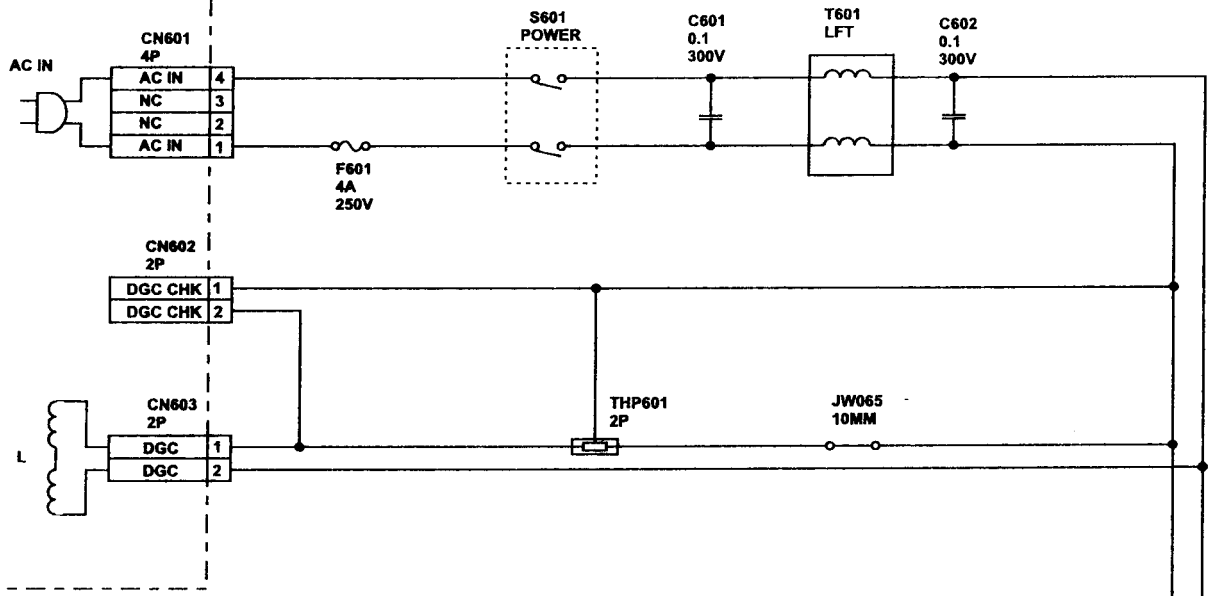 AC IN
CN601
4P
AC IN 4
NC 3
NC 2
AC IN 1
F601
4A
250V
S601
POWER
C601
0.1
300V
T601
LFT
C602
0.1
300V
CN602
2P
DGC CHK 1
DGC CHK 2
CN603
2P
L
DGC 1
DGC 2
THP601
2P
JW065
10MM